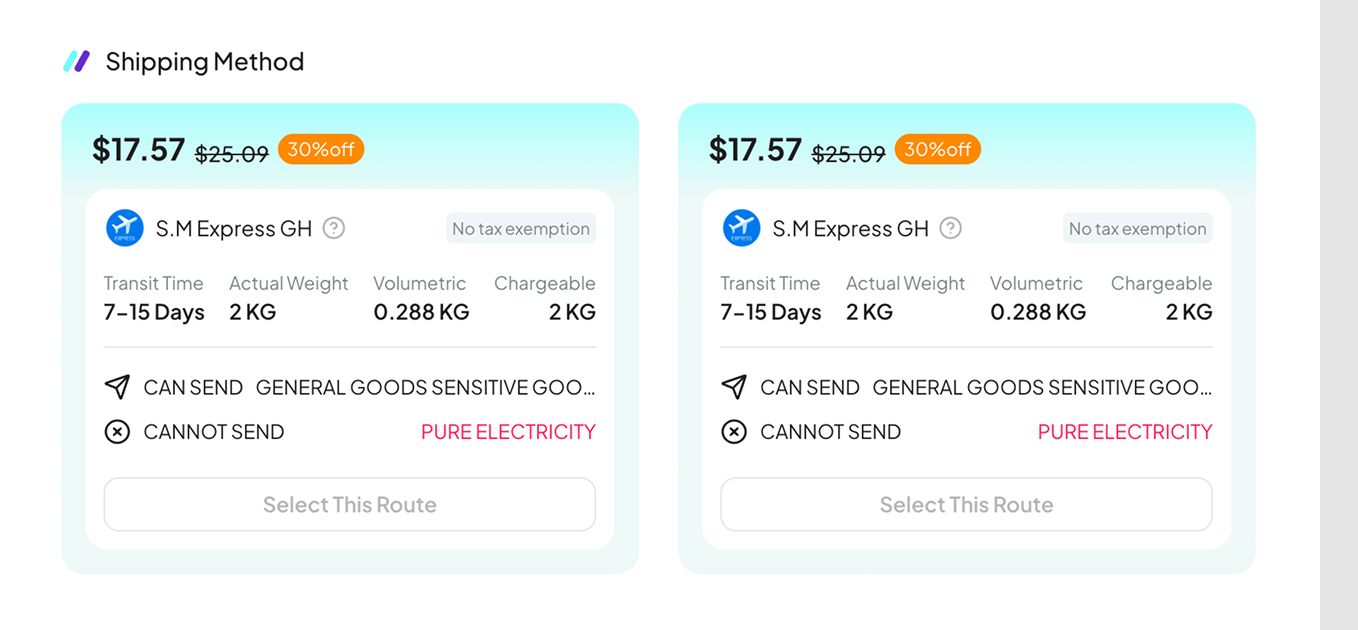 Shipping Method
$17.57 $25.09 30%off
S.M Express GH No tax exemption
Transit Time Actual Weight Volumetric Chargeable
7–15 Days 2 KG 0.288 KG 2 KG
CAN SEND GENERAL GOODS SENSITIVE GOO...
CANNOT SEND PURE ELECTRICITY
Select This Route
$17.57 $25.09 30%off
S.M Express GH No tax exemption
Transit Time Actual Weight Volumetric Chargeable
7–15 Days 2 KG 0.288 KG 2 KG
CAN SEND GENERAL GOODS SENSITIVE GOO...
CANNOT SEND PURE ELECTRICITY
Select This Route